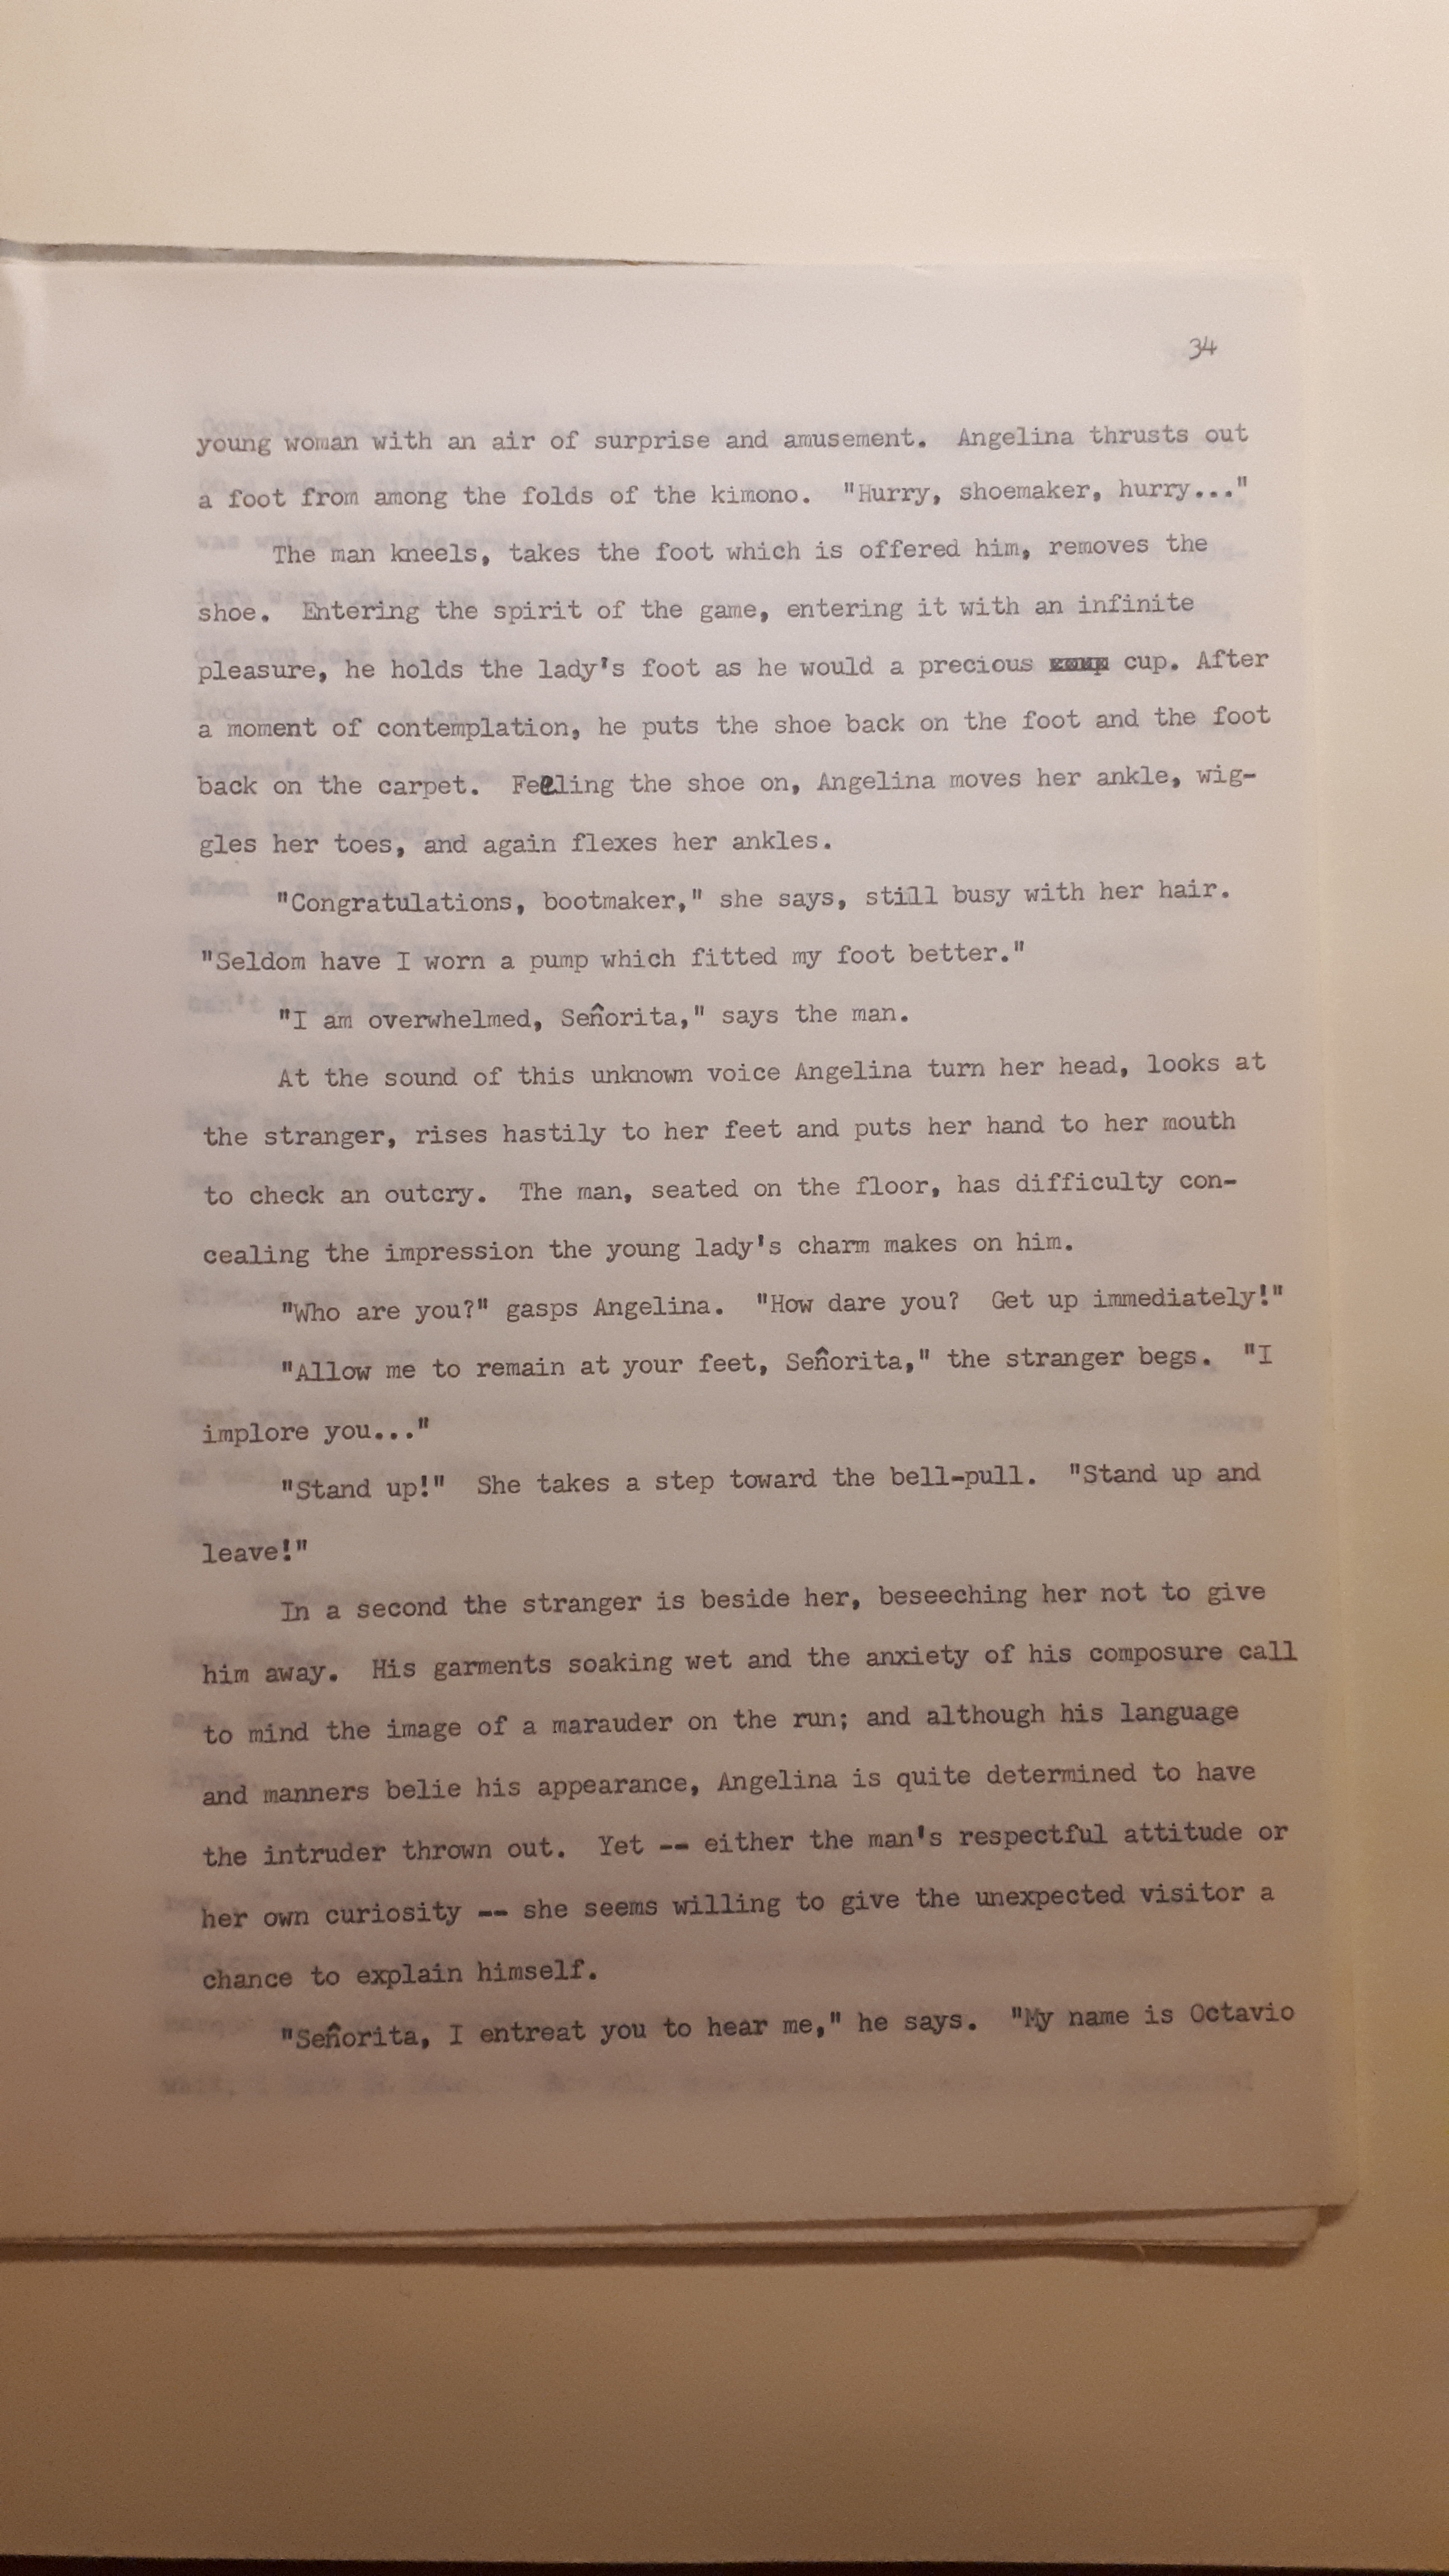 34
young woman with an air of surprise and amusement. Angelina thrusts out
a foot from among the folds of the kimono. "Hurry, shoemaker, hurry..."
The man kneels, takes the foot which is offered him, removes the
shoe. Entering the spirit of the game, entering it with an infinite
pleasure, he holds the lady's foot as he would a precious cup. After
a moment of contemplation, he puts the shoe back on the foot and the foot
back on the carpet. Feeling the shoe on, Angelina moves her ankle, wig-
gles her toes, and again flexes her ankles.
"Congratulations, bootmaker," she says, still busy with her hair.
"Seldom have I worn a pump which fitted my foot better."
"I am overwhelmed, Señorita," says the man.
At the sound of this unknown voice Angelina turn her head, looks at
the stranger, rises hastily to her feet and puts her hand to her mouth
to check an outcry. The man, seated on the floor, has difficulty con-
cealing the impression the young lady's charm makes on him.
"Who are you?" gasps Angelina. "How dare you? Get up immediately!"
"Allow me to remain at your feet, Señorita," the stranger begs. "I
implore you..."
"Stand up!" She takes a step toward the bell-pull. "Stand up and
leave!"
In a second the stranger is beside her, beseeching her not to give
him away. His garments soaking wet and the anxiety of his composure call
to mind the image of a marauder on the run; and although his language
and manners belie his appearance, Angelina is quite determined to have
the intruder thrown out. Yet -- either the man's respectful attitude or
her own curiosity -- she seems willing to give the unexpected visitor a
chance to explain himself.
"Señorita, I entreat you to hear me," he says. "My name is Octavio